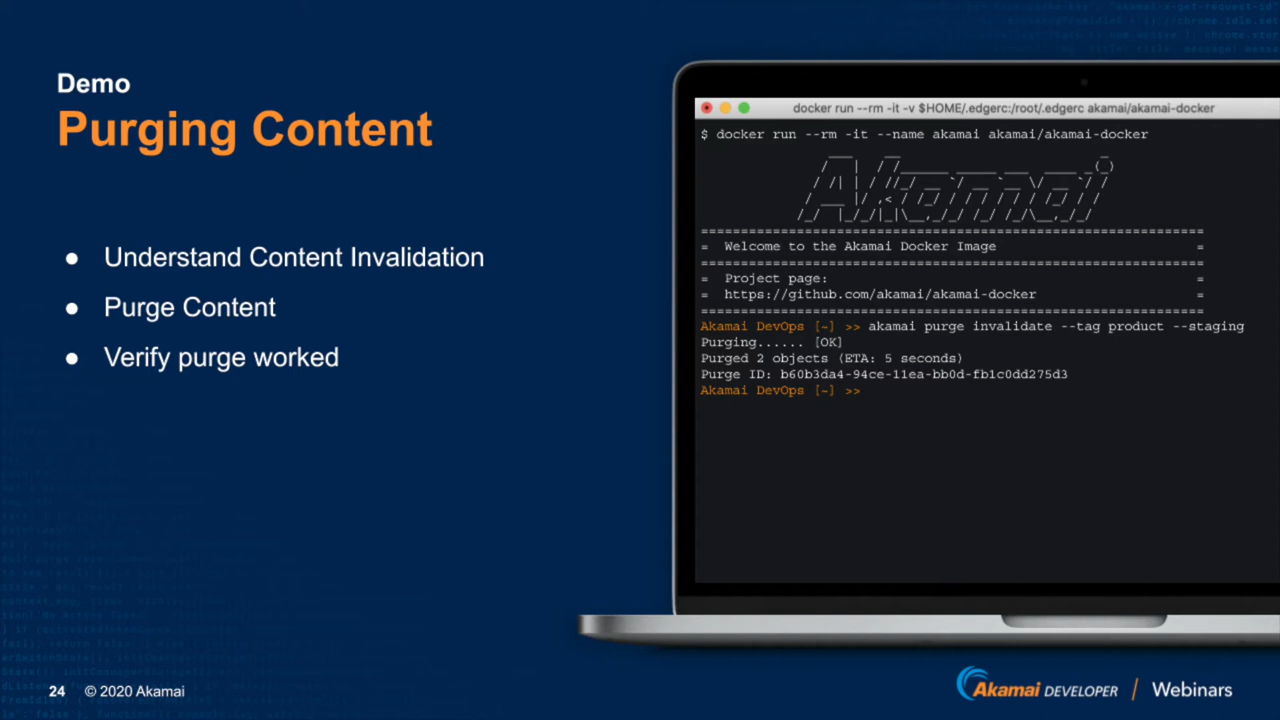 Demo
Purging Content
● Understand Content Invalidation
● Purge Content
● Verify purge worked
docker run --rm -it -v $HOME/.edgerc:/root/.edgerc akamai/akamai-docker
$ docker run --rm -it --name akamai akamai/akamai-docker
Akamai
===============================================================
= Welcome to the Akamai Docker Image =
===============================================================
= Project page: =
= https://github.com/akamai/akamai-docker =
===============================================================
Akamai DevOps [~] >> akamai purge invalidate --tag product --staging
Purging...... [OK]
Purged 2 objects (ETA: 5 seconds)
Purge ID: b60b3da4-94ce-11ea-bb0d-fb1c0dd275d3
Akamai DevOps [~] >>
24 © 2020 Akamai
Akamai DEVELOPER / Webinars